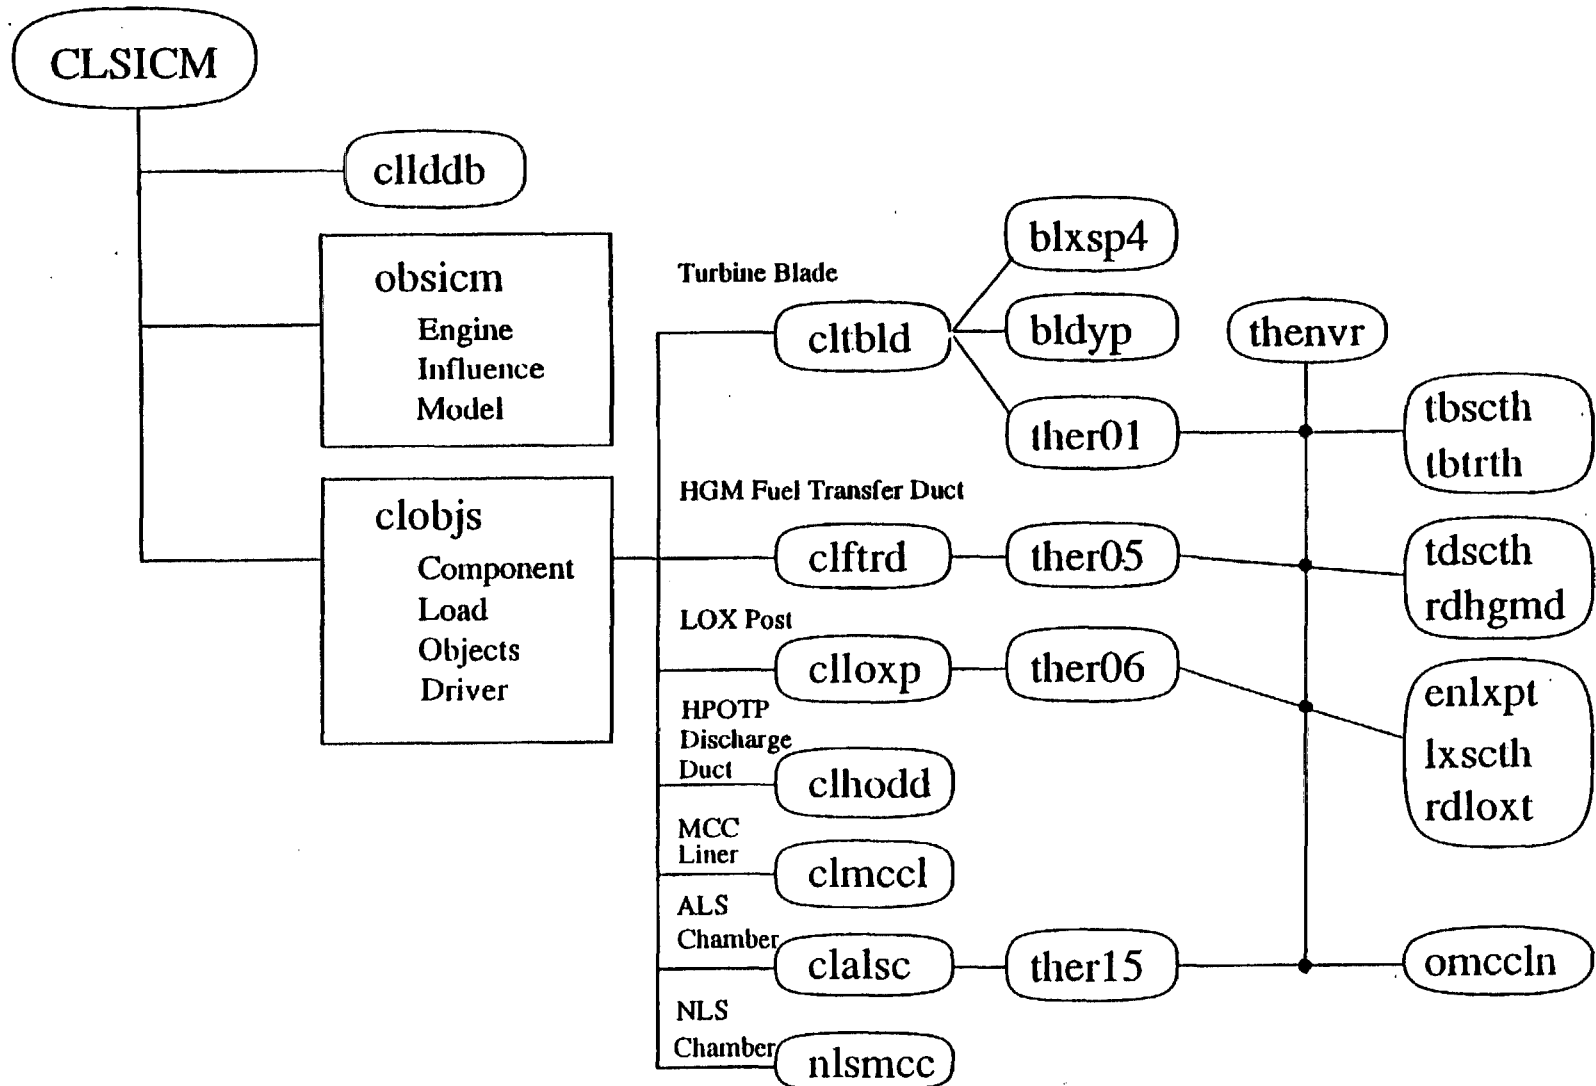 CLSICM
cllddb
obsicm
Engine
Influence
Model
clobjs
Component
Load
Objects
Driver
Turbine Blade
cltbld
blxsp4
bldyp
ther01
thenvr
tbscth
tbtrth
HGM Fuel Transfer Duct
clftrd
ther05
tdscth
rdhgmd
LOX Post
clloxp
ther06
enlxpt
lxscth
rdloxt
HPOTP
Discharge
Duct
clhodd
MCC
Liner
clmccl
ALS
Chamber
clalsc
ther15
omccln
NLS
Chamber
nlsmcc